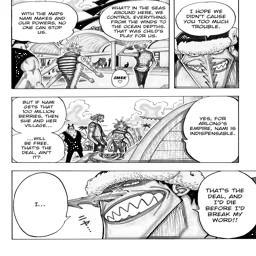 I HOPE WE
DIDN'T CAUSE
YOU TOO MUCH
TROUBLE.
WHAT!? IN THE SEAS
AROUND HERE, WE
CONTROL EVERYTHING,
FROM THE WINDS TO
THE OCEAN DEPTHS.
THAT WAS CHILD'S
PLAY FOR US.
WITH THE MAPS
NAMI MAKES AND
OUR POWERS, NO
ONE CAN STOP
US.
YES, FOR
ARLONG'S
EMPIRE, NAMI IS
INDISPENSABLE.
BUT IF NAMI
GETS THAT
100 MILLION
BERRIES, THEN
SHE AND HER
VILLAGE...
...WILL
BE FREE.
THAT'S THE
DEAL, AIN'T
IT?
THAT'S THE
DEAL, AND
I'D DIE
BEFORE I'D
BREAK MY
WORD!!
I...